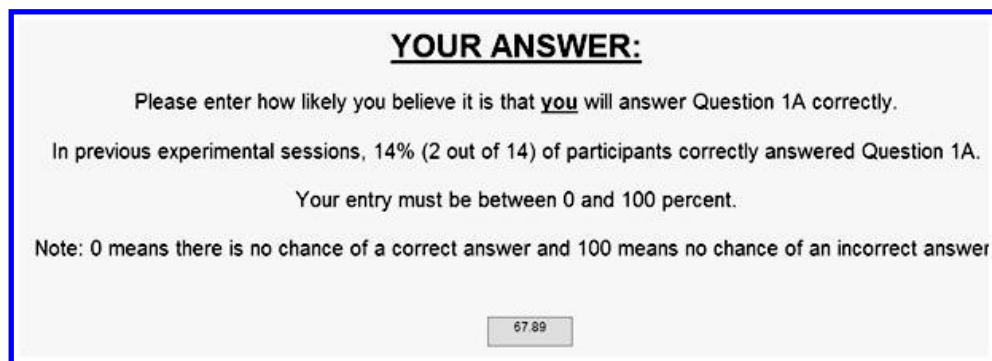 YOUR ANSWER:
Please enter how likely you believe it is that you will answer Question 1A correctly.
In previous experimental sessions, 14% (2 out of 14) of participants correctly answered Question 1A.
Your entry must be between 0 and 100 percent.
Note: 0 means there is no chance of a correct answer and 100 means no chance of an incorrect answer
67.89